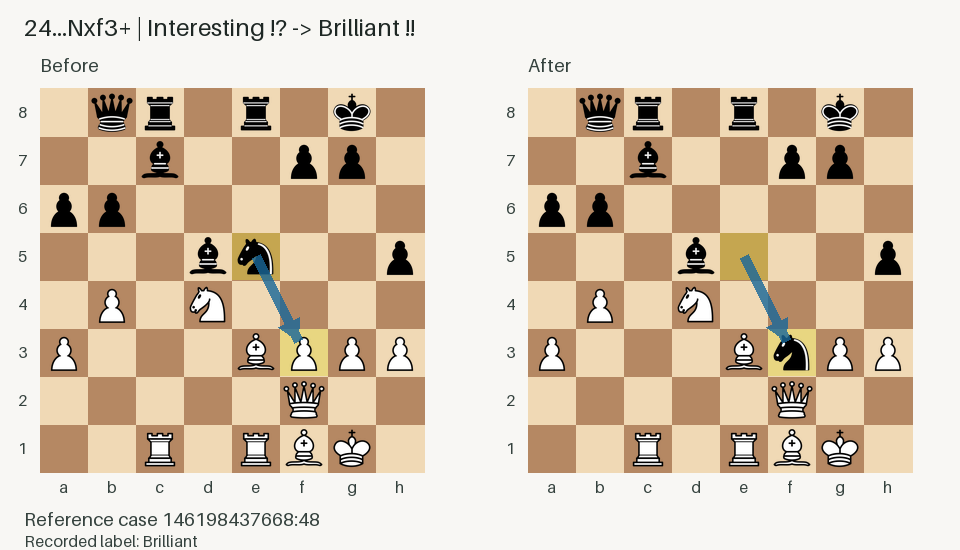 24...Nxf3+ | Interesting !? -> Brilliant !!
Before After
8
7
6
5
4
3
2
1
a b c d e f g h
8
7
6
5
4
3
2
1
a b c d e f g h
Reference case 146198437668:48
Recorded label: Brilliant